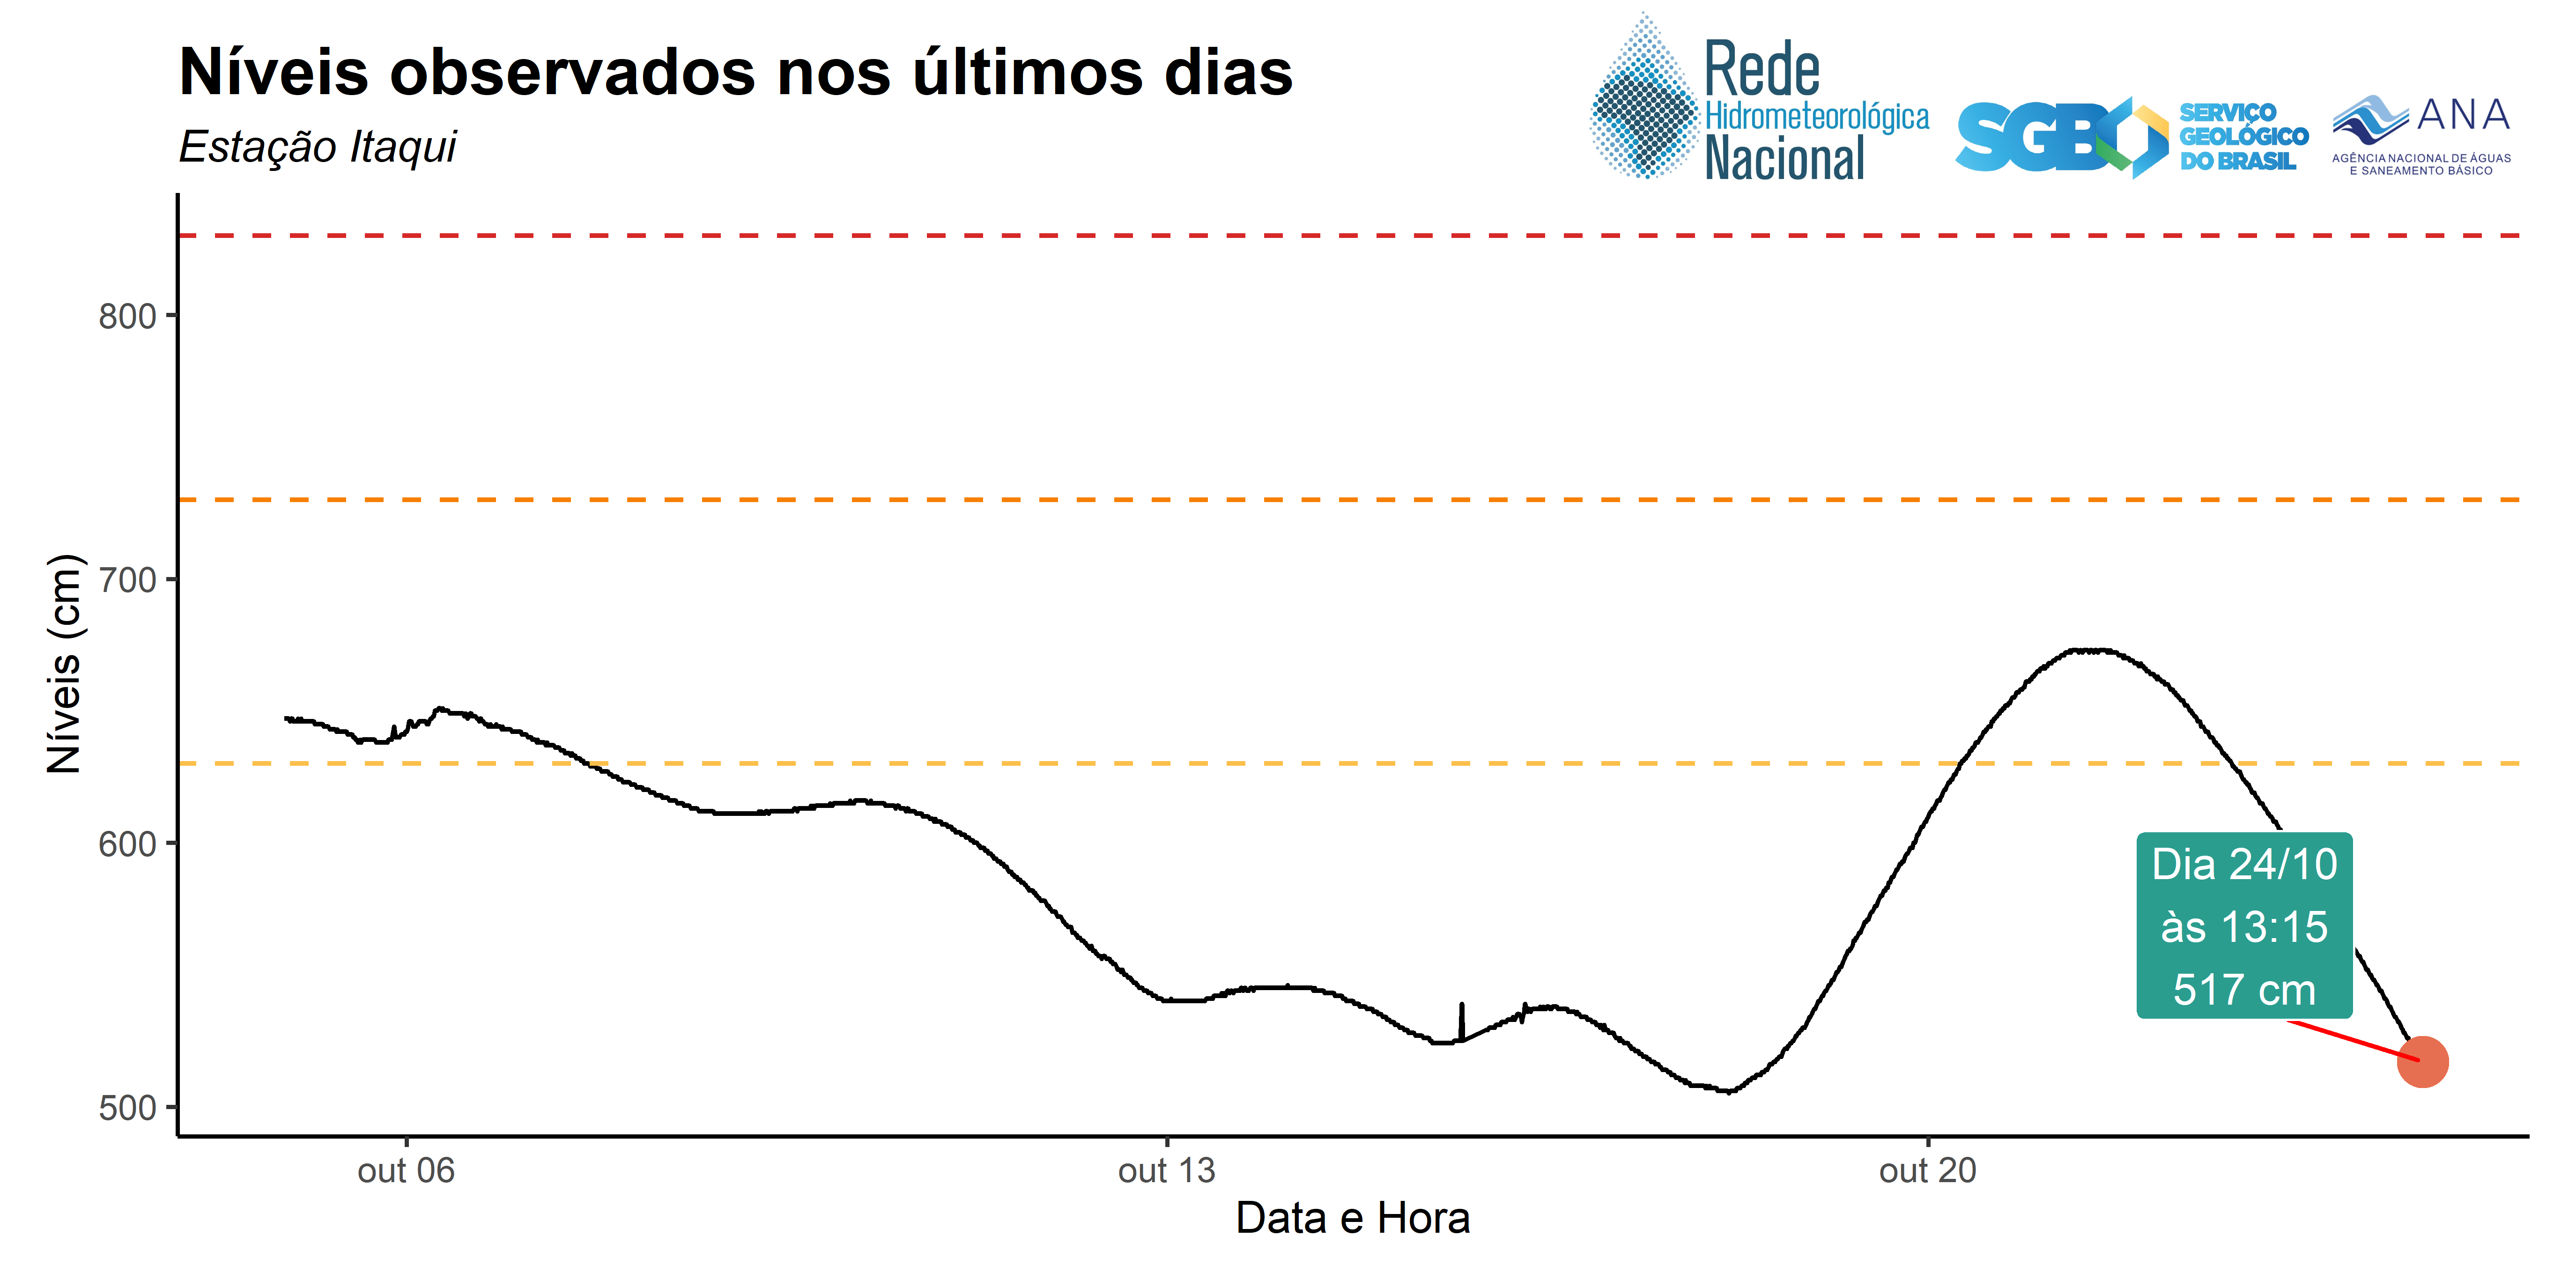 Níveis observados nos últimos dias
Estação Itaqui
Rede
Hidrometeorológica
Nacional
SGB
SERVIÇO
GEOLÓGICO
DO BRASIL
ANA
AGÊNCIA NACIONAL DE ÁGUAS
E SANEAMENTO BÁSICO
Níveis (cm)
800
700
600
500
Dia 24/10
às 13:15
517 cm
out 06
out 13
out 20
Data e Hora